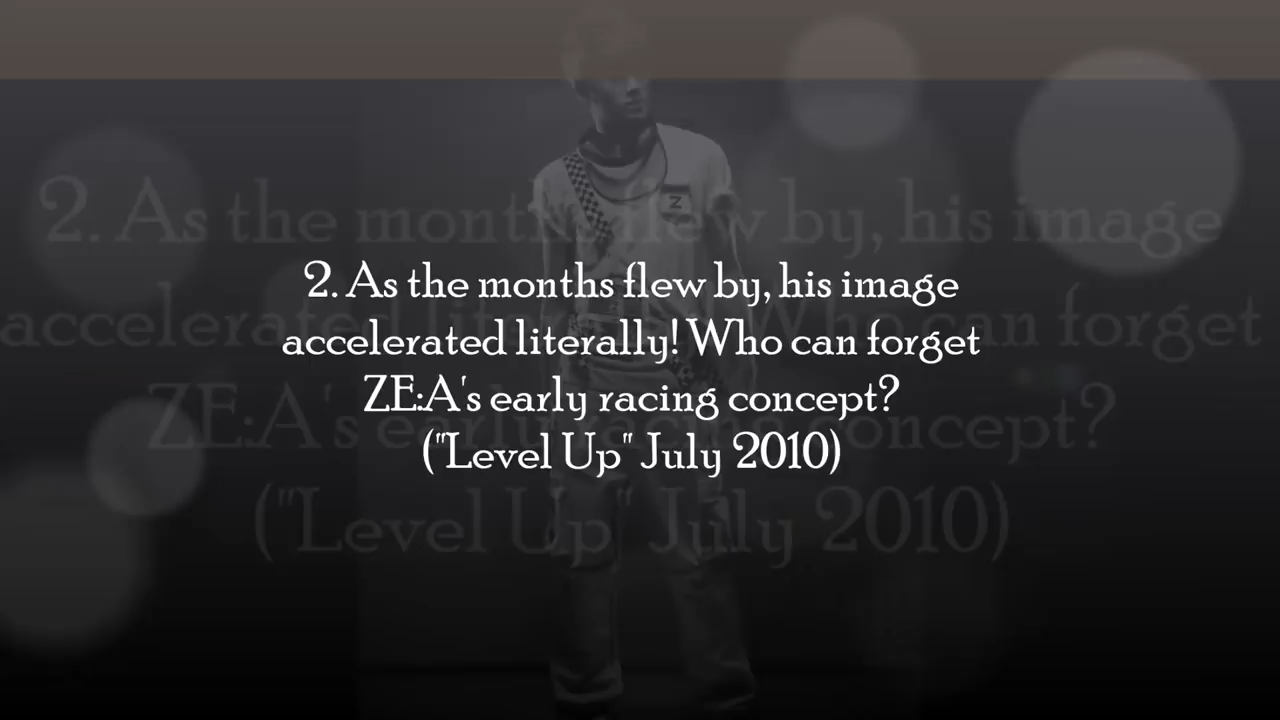 2. As the months flew by, his image
accelerated literally! Who can forget
ZE:A's early racing concept?
("Level Up" July 2010)
Z